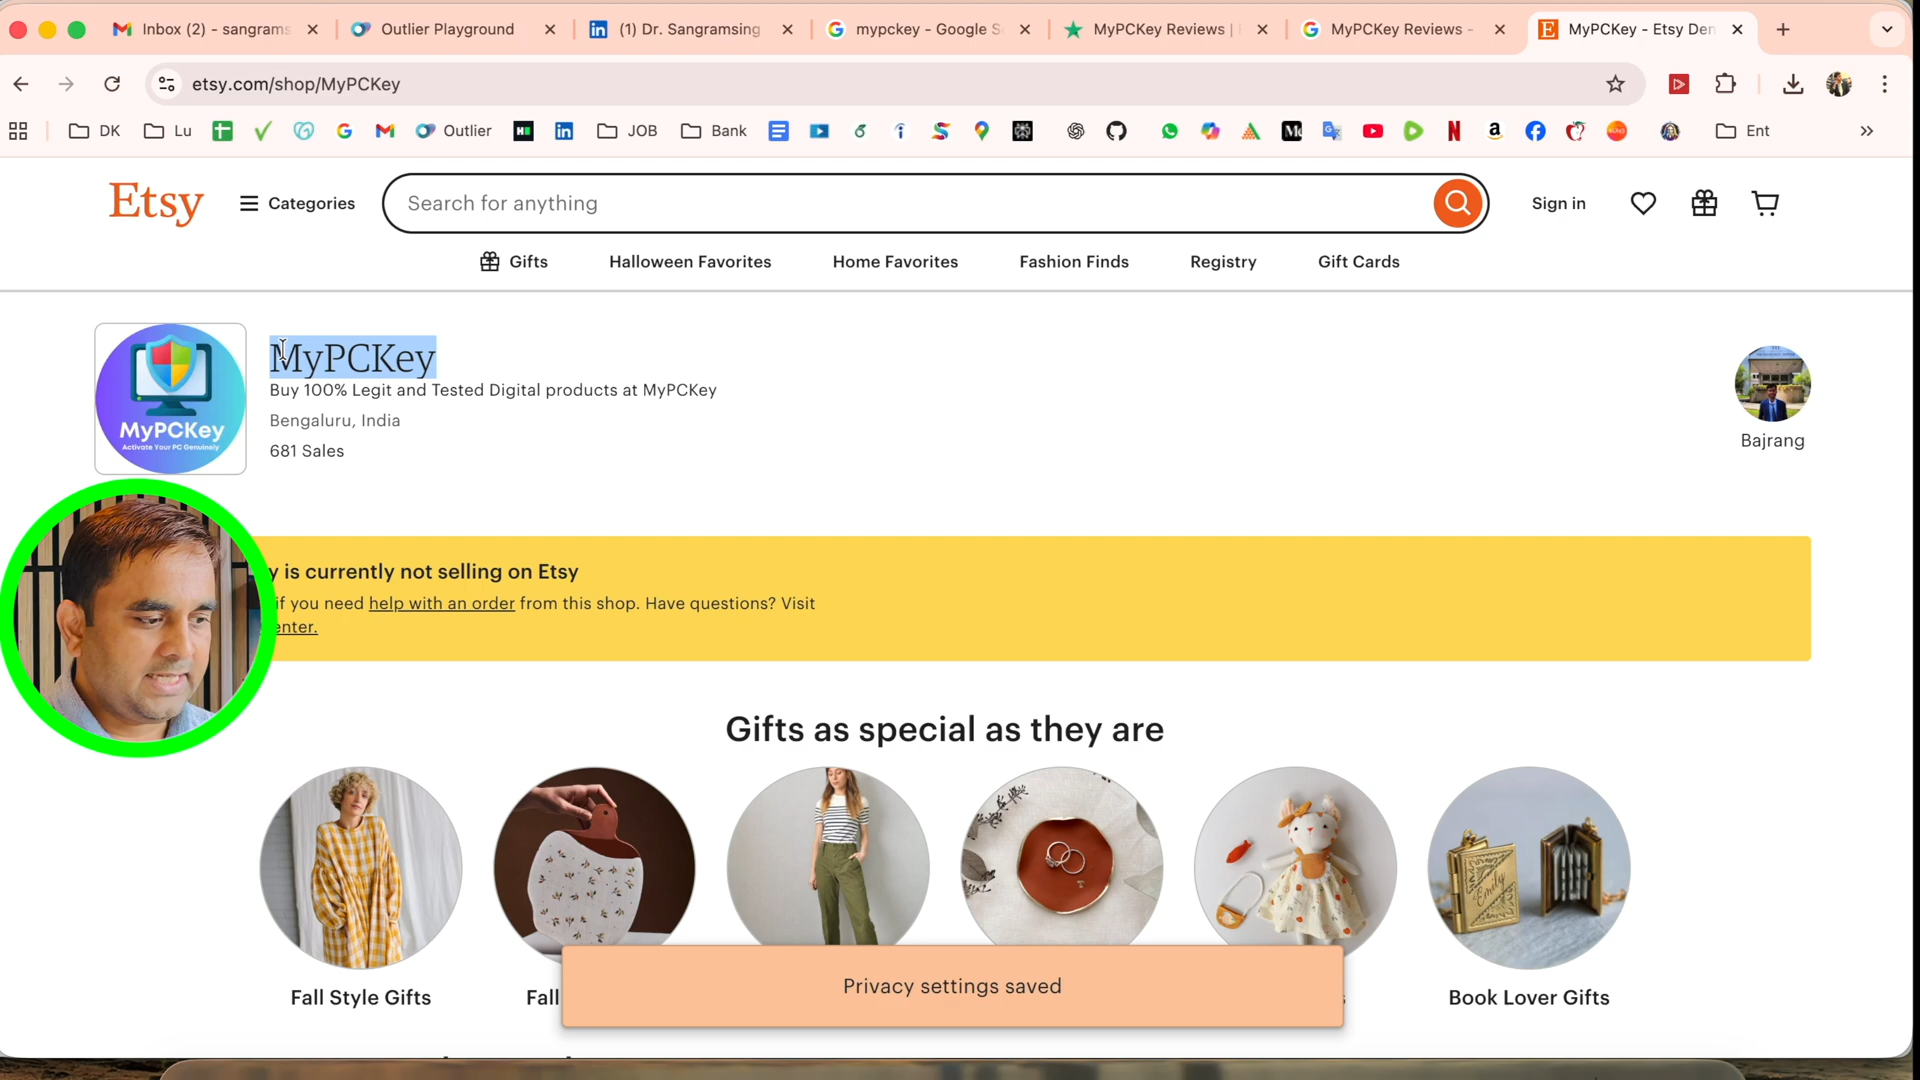 Inbox (2) - sangrams
Outlier Playground
(1) Dr. Sangramsing
mypckey - Google S
MyPCKey Reviews |
MyPCKey Reviews -
MyPCKey - Etsy Den
etsy.com/shop/MyPCKey
DK
Lu
Outlier
JOB
Bank
Ent
Etsy
Categories
Search for anything
Sign in
Gifts
Halloween Favorites
Home Favorites
Fashion Finds
Registry
Gift Cards
MyPCKey
Activate Your PC Genuinely
MyPCKey
Buy 100% Legit and Tested Digital products at MyPCKey
Bengaluru, India
681 Sales
Bajrang
y is currently not selling on Etsy
if you need help with an order from this shop. Have questions? Visit
enter.
Gifts as special as they are
Fall Style Gifts
Fall
Book Lover Gifts
Privacy settings saved